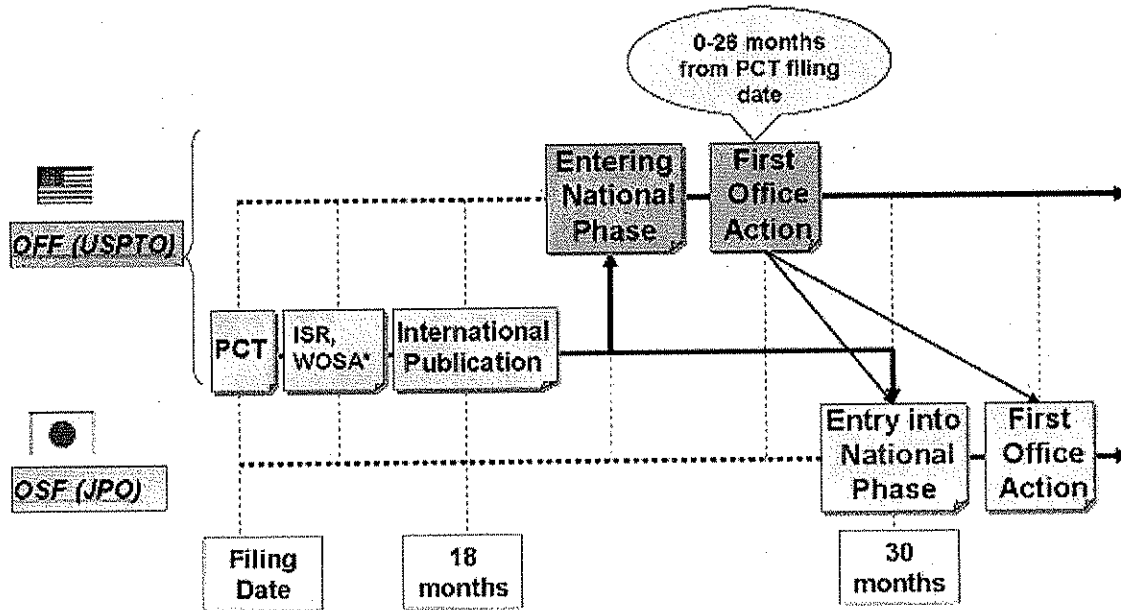 0-26 months
from PCT filing
date
Entering
National
Phase
First
Office
Action
OFF (USPTO)
PCT
ISR,
WOSA*
International
Publication
Entry into
National
Phase
First
Office
Action
OSF (JPO)
Filing
Date
18
months
30
months